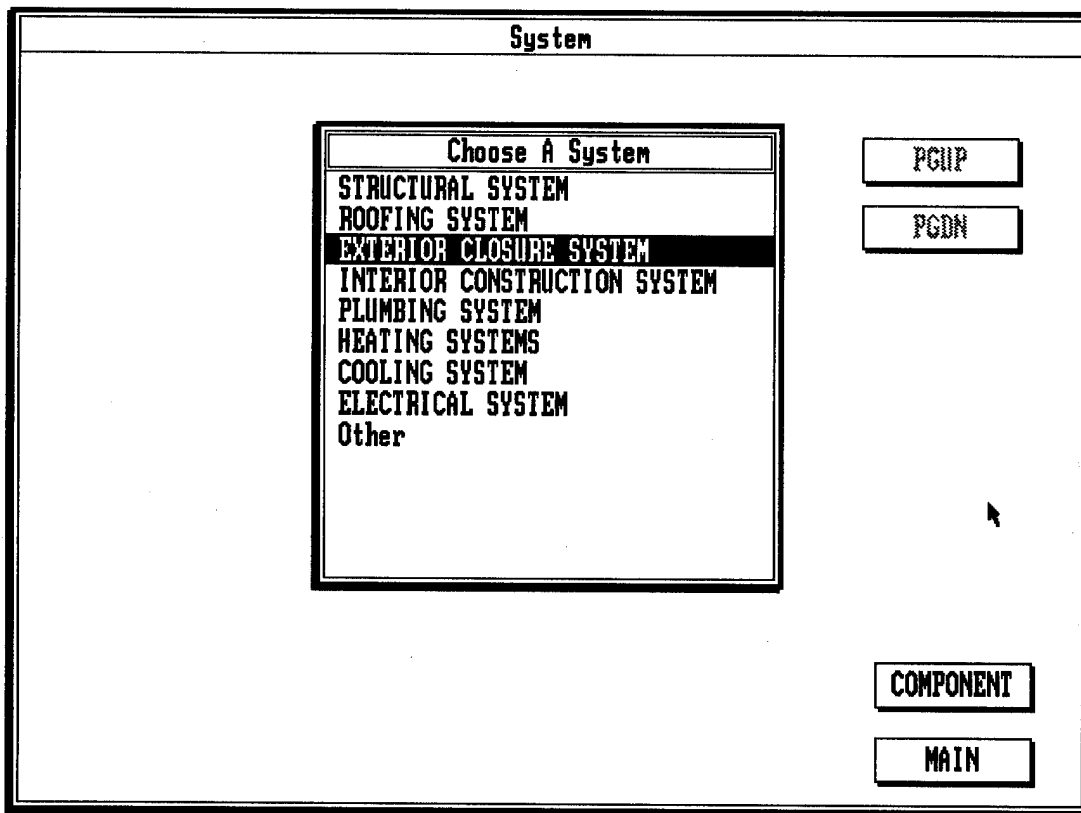 System
Choose A System
STRUCTURAL SYSTEM
ROOFING SYSTEM
EXTERIOR CLOSURE SYSTEM
INTERIOR CONSTRUCTION SYSTEM
PLUMBING SYSTEM
HEATING SYSTEMS
COOLING SYSTEM
ELECTRICAL SYSTEM
Other
PGUP
PGDN
COMPONENT
MAIN